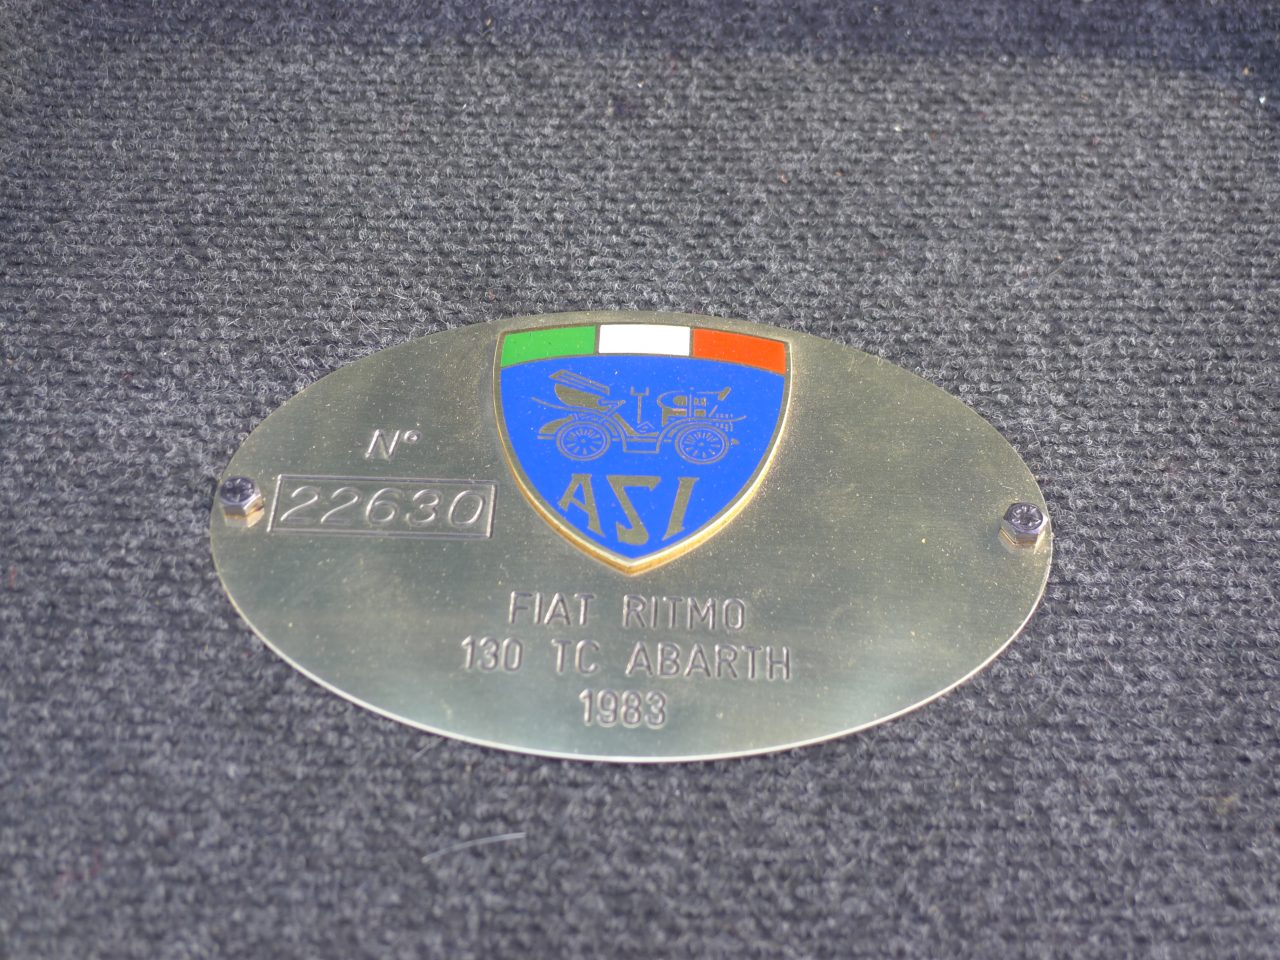 N°
22630
ASI
FIAT RITMO
130 TC ABARTH
1983